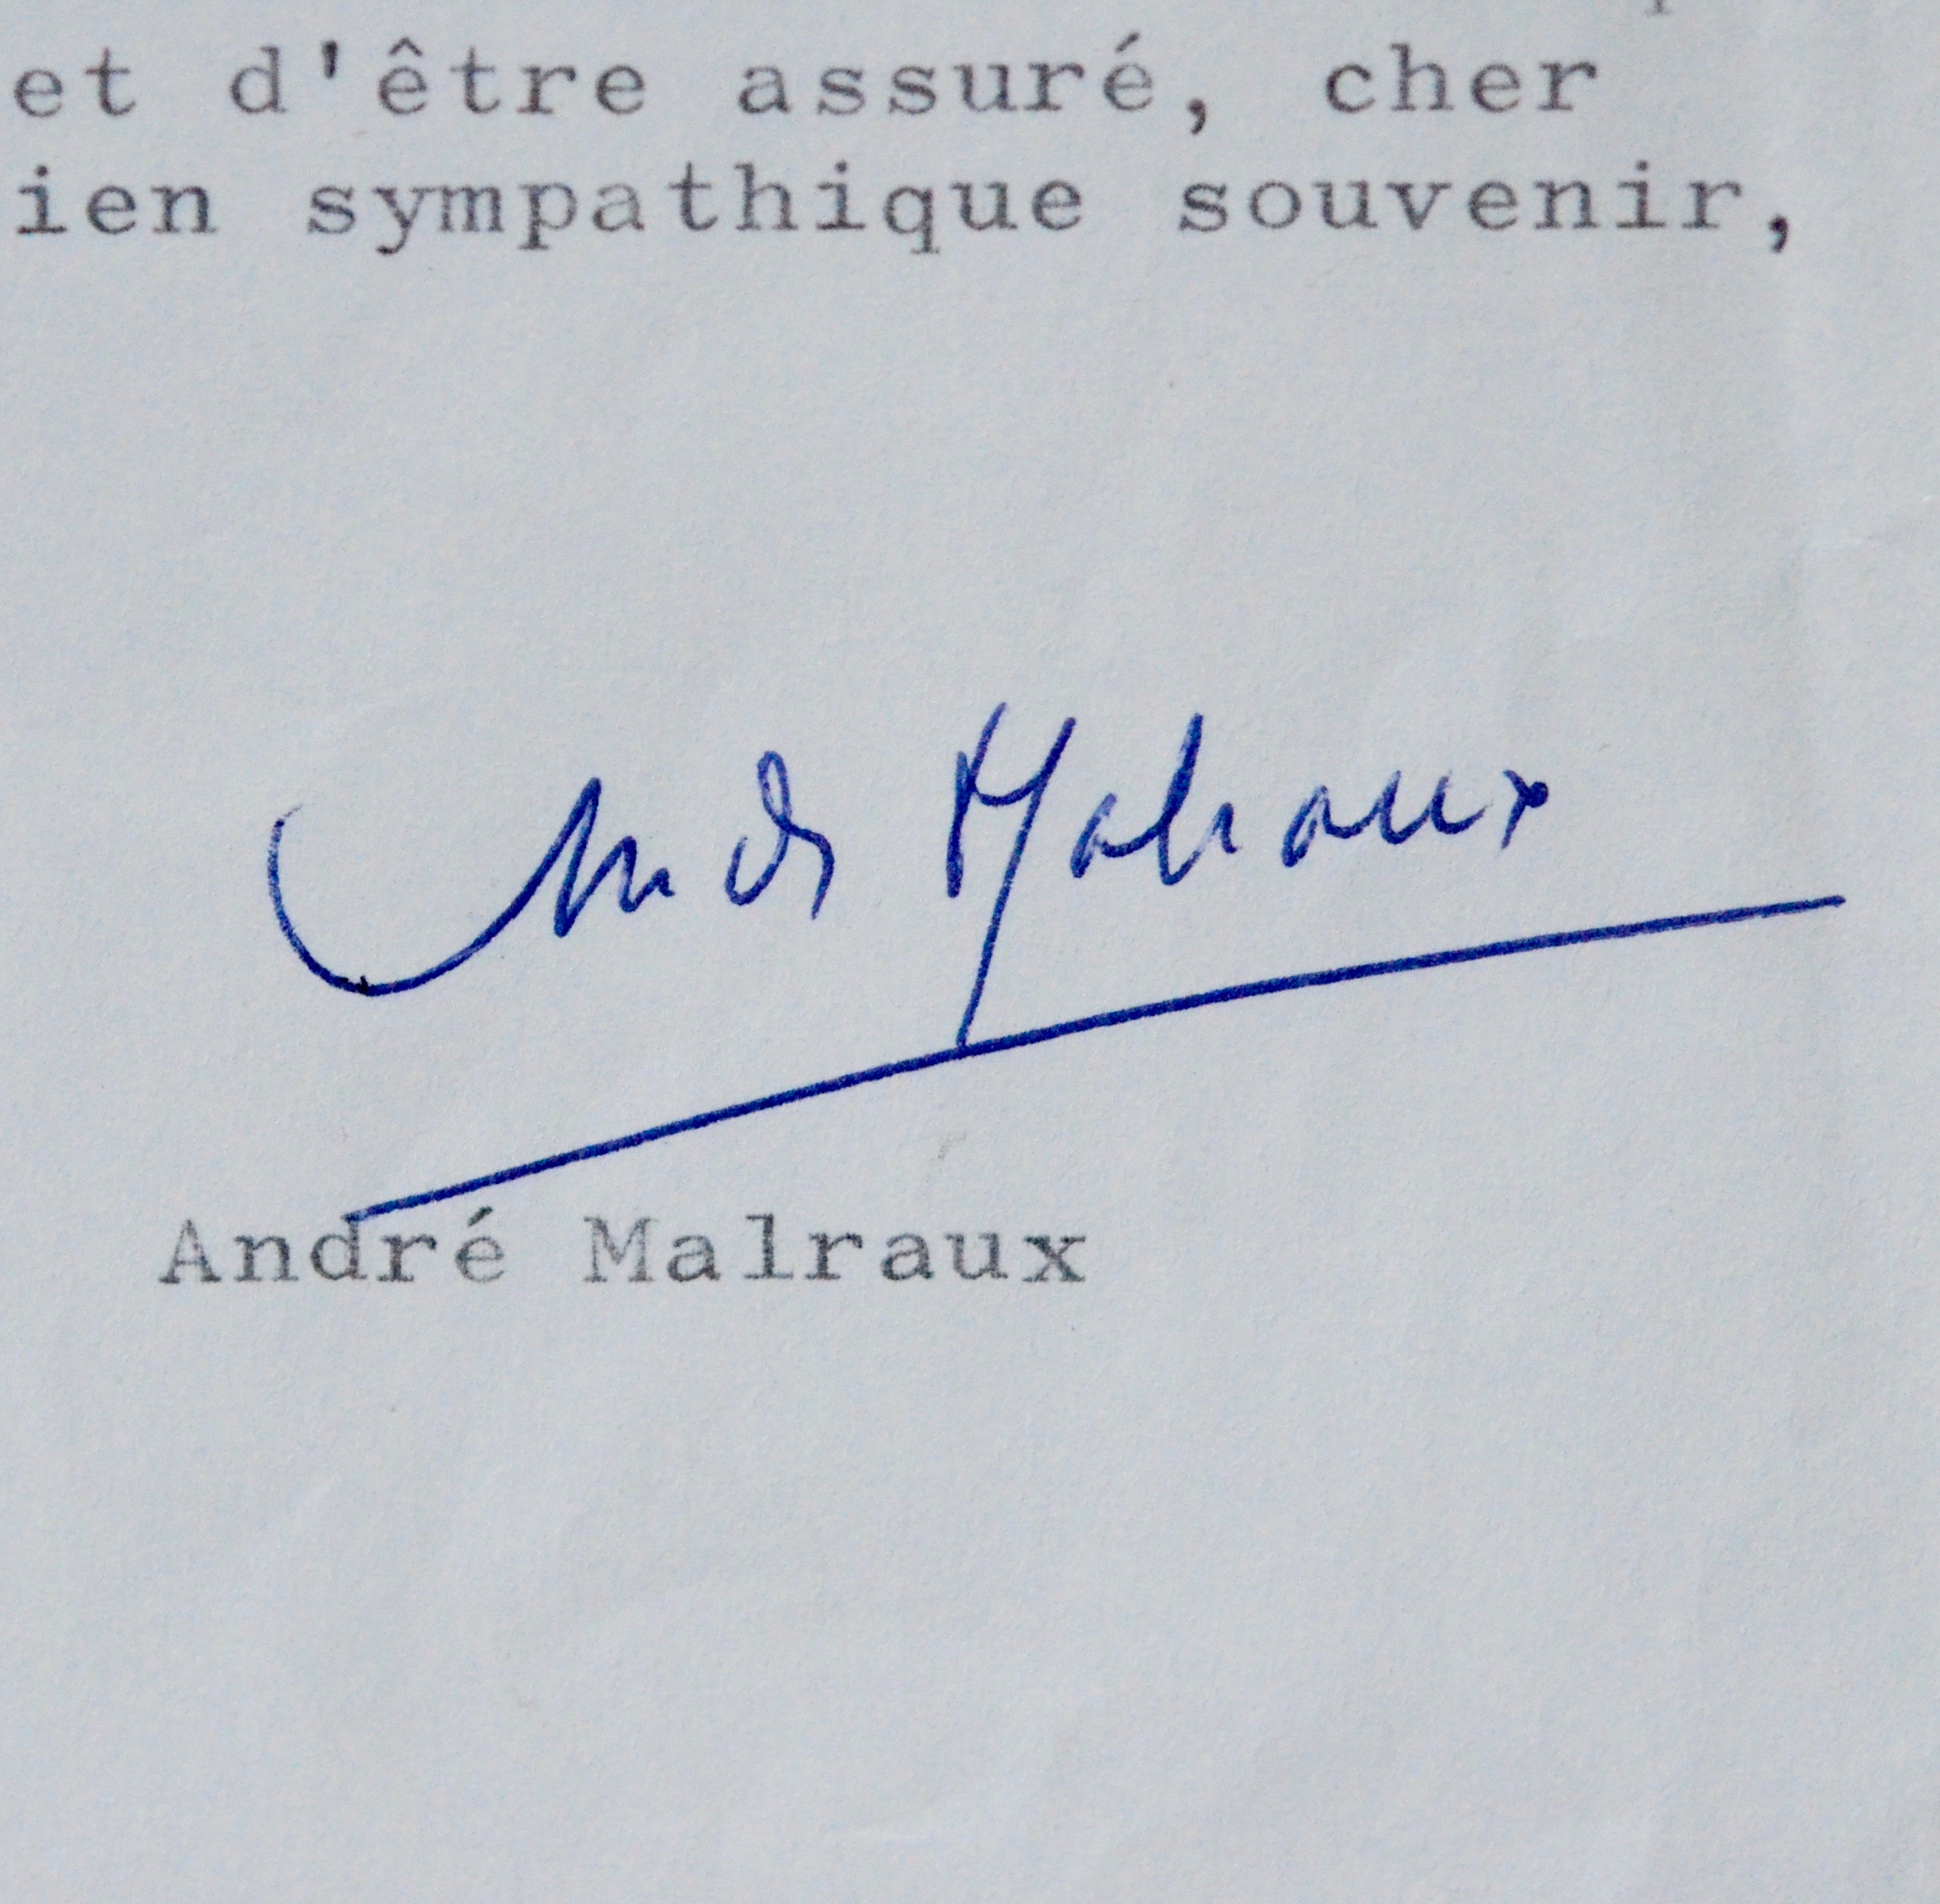 et d'être assuré, cher
ien sympathique souvenir,
André Malraux
André Malraux